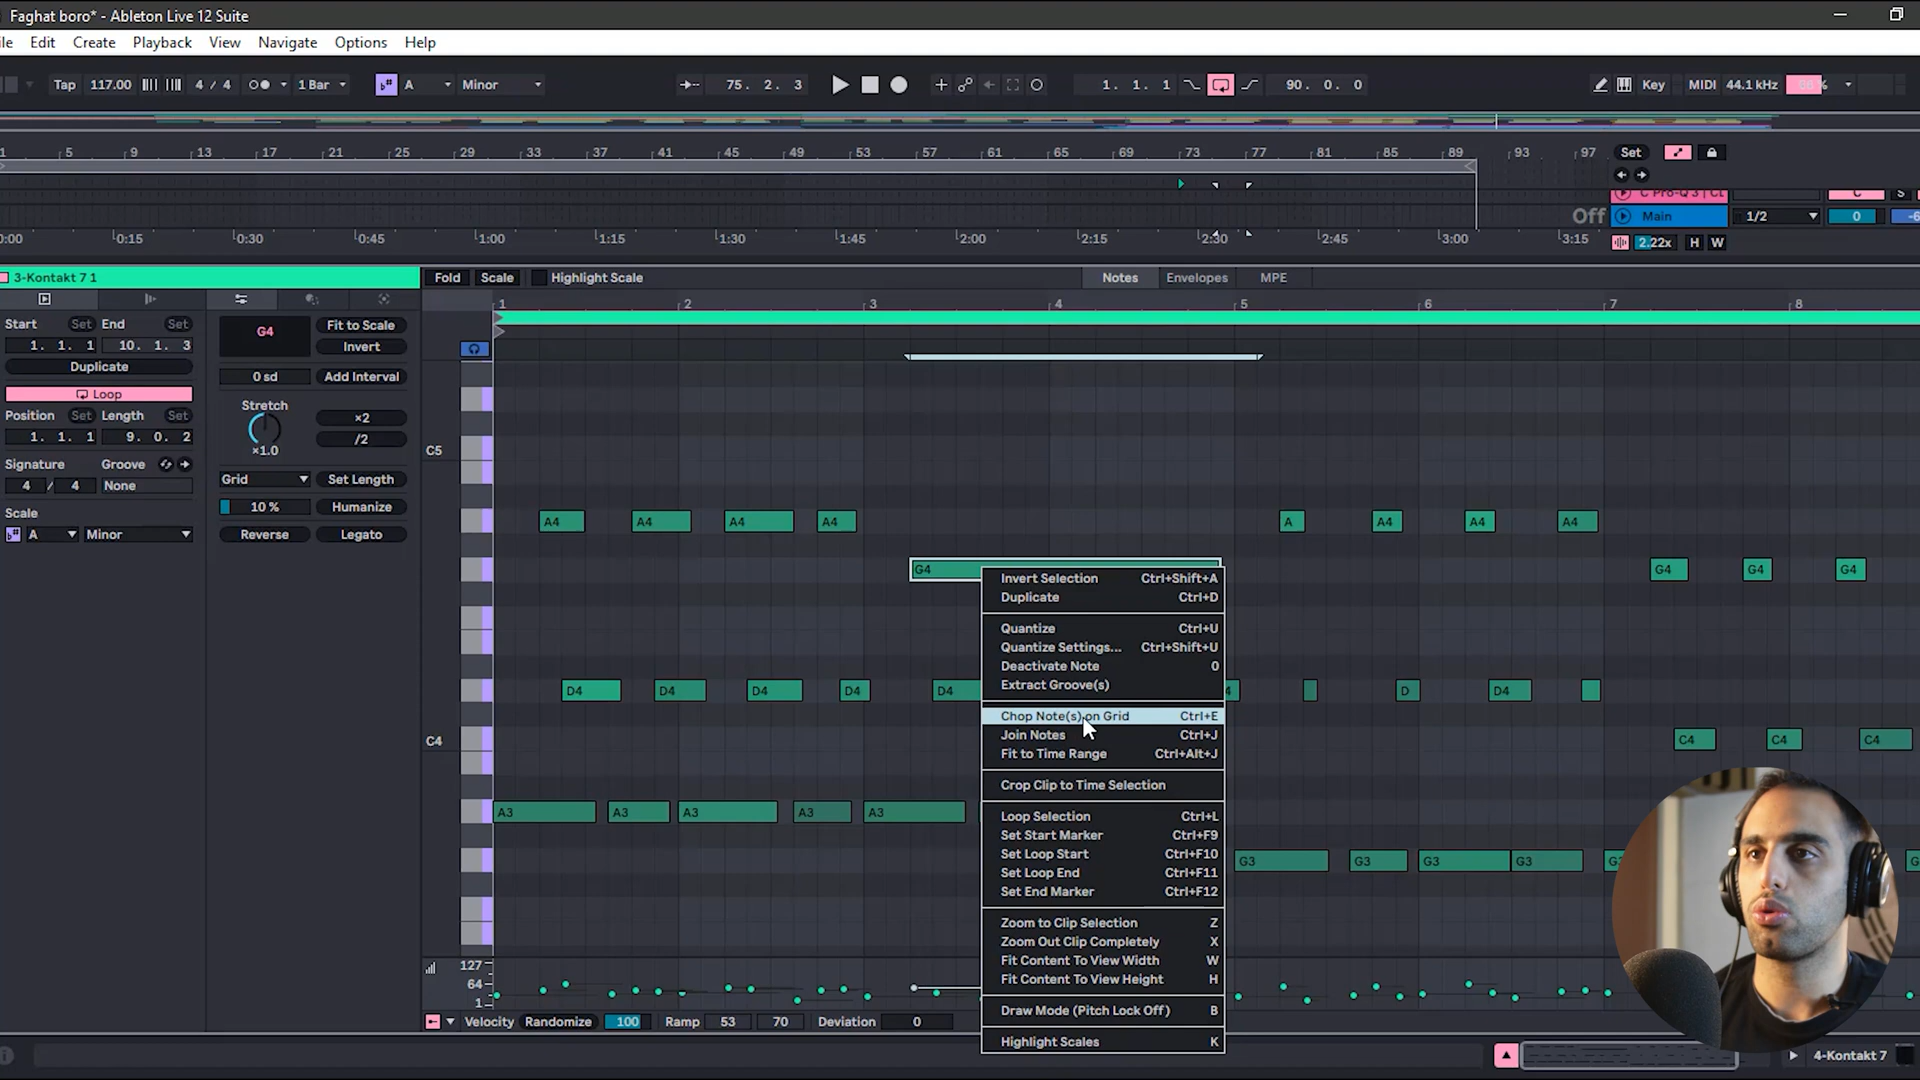 Faghat boro* - Ableton Live 12 Suite
Edit Create Playback View Navigate Options Help
Tap 117.00 4 / 4 1 Bar A Minor 75. 2. 3 1. 1. 1 90. 0. 0 Key MIDI 44.1 kHz
5 9 13 17 21 25 29 33 37 41 45 49 53 57 61 65 69 73 77 81 85 89 93 97 Set
C Pro-Q 3 | C S
Off Main 1/2 0
0:00 0:15 0:30 0:45 1:00 1:15 1:30 1:45 2:00 2:15 2:30 2:45 3:00 3:15 2.22x H W
3-Kontakt 7 1 Fold Scale Highlight Scale Notes Envelopes MPE
1 2 3 4 5 6 7 8
Start Set End Set G4 Fit to Scale
1. 1. 1 10. 1. 3 Invert
Duplicate 0 sd Add Interval
Loop Stretch
Position Set Length Set ×2
1. 1. 1 9. 0. 2 /2
×1.0
Signature Groove
4 / 4 None
Grid Set Length
10 % Humanize
Scale
A Minor Reverse Legato
C5
A4 A4 A4 A4 A A4 A4 A4
G4 G4 G4 G4
D4 D4 D4 D4 D4 D D4
C4 C4 C4 C4
A3 A3 A3 A3 A3
G3 G3 G3 G3
Invert Selection Ctrl+Shift+A
Duplicate Ctrl+D
Quantize Ctrl+U
Quantize Settings... Ctrl+Shift+U
Deactivate Note 0
Extract Groove(s)
Chop Note(s) on Grid Ctrl+E
Join Notes Ctrl+J
Fit to Time Range Ctrl+Alt+J
Crop Clip to Time Selection
Loop Selection Ctrl+L
Set Start Marker Ctrl+F9
Set Loop Start Ctrl+F10
Set Loop End Ctrl+F11
Set End Marker Ctrl+F12
Zoom to Clip Selection Z
Zoom Out Clip Completely X
Fit Content To View Width W
Fit Content To View Height H
Draw Mode (Pitch Lock Off) B
Highlight Scales K
127
64
1
Velocity Randomize 100 Ramp 53 70 Deviation 0
4-Kontakt 7